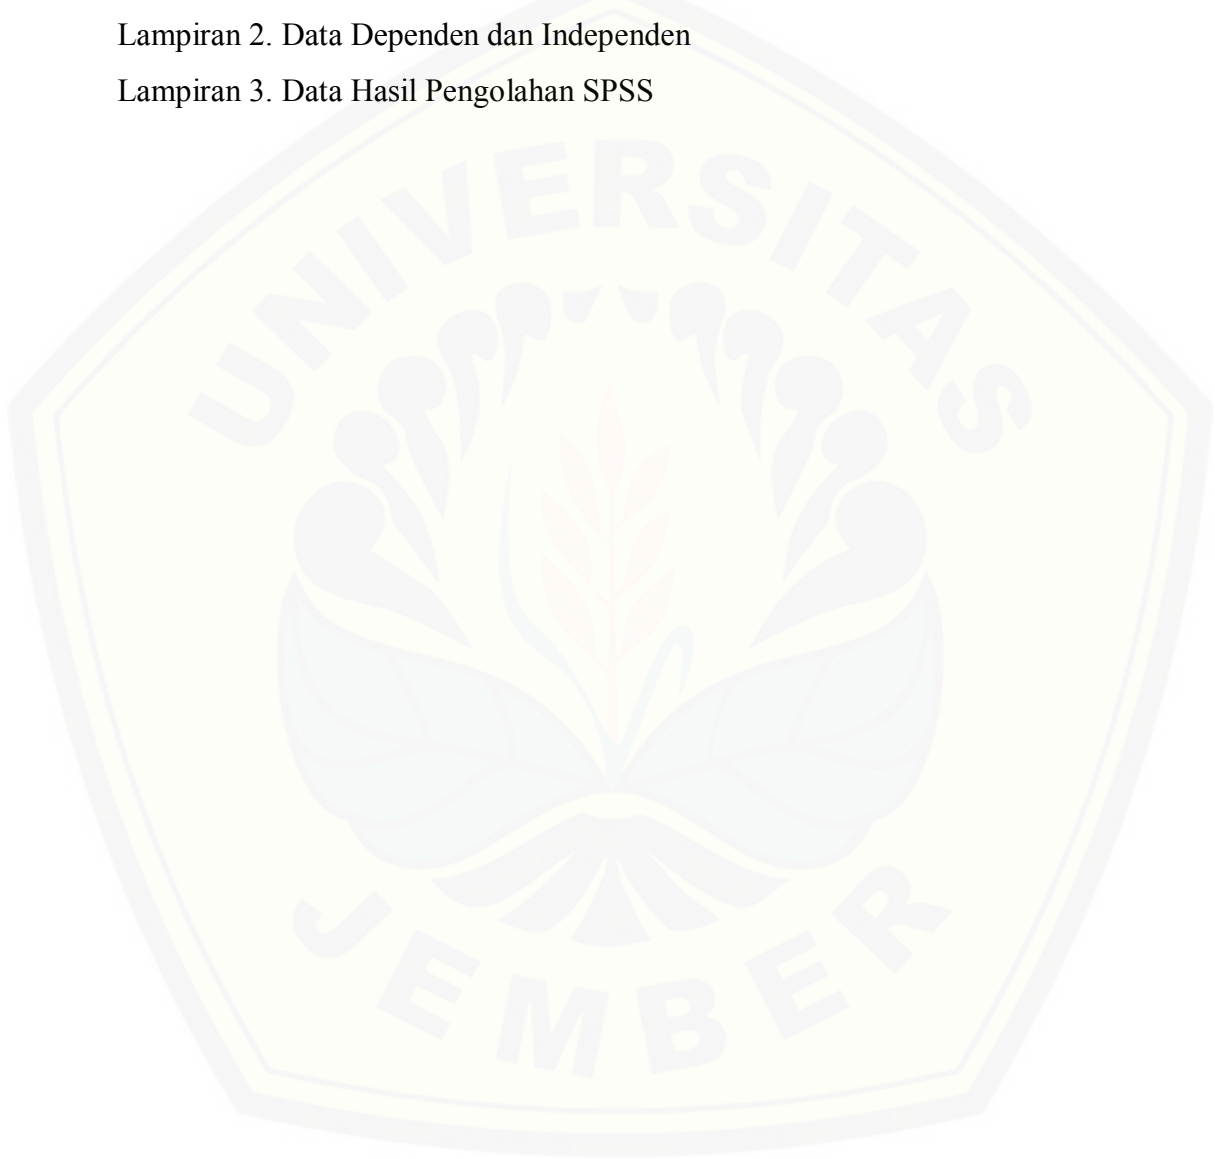 Lampiran 2. Data Dependen dan Independen
Lampiran 3. Data Hasil Pengolahan SPSS
UNIVERSITAS
JEMBER